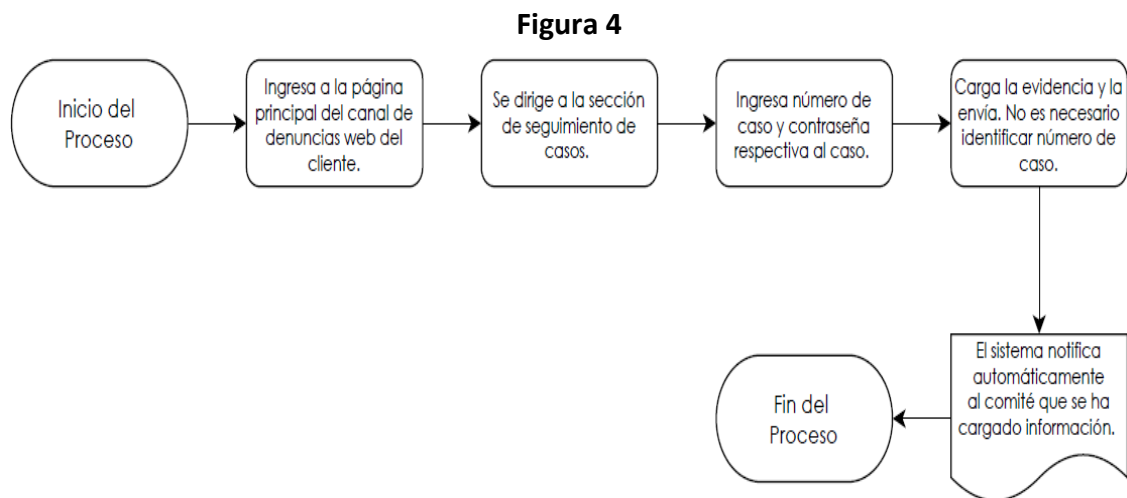 Figura 4
Inicio del
Proceso
Ingresa a la página
principal del canal de
denuncias web del
cliente.
Se dirige a la sección
de seguimiento de
casos.
Ingresa número de
caso y contraseña
respectiva al caso.
Carga la evidencia y la
envía. No es necesario
identificar número de
caso.
El sistema notifica
automáticamente
al comité que se ha
cargado información.
Fin del
Proceso